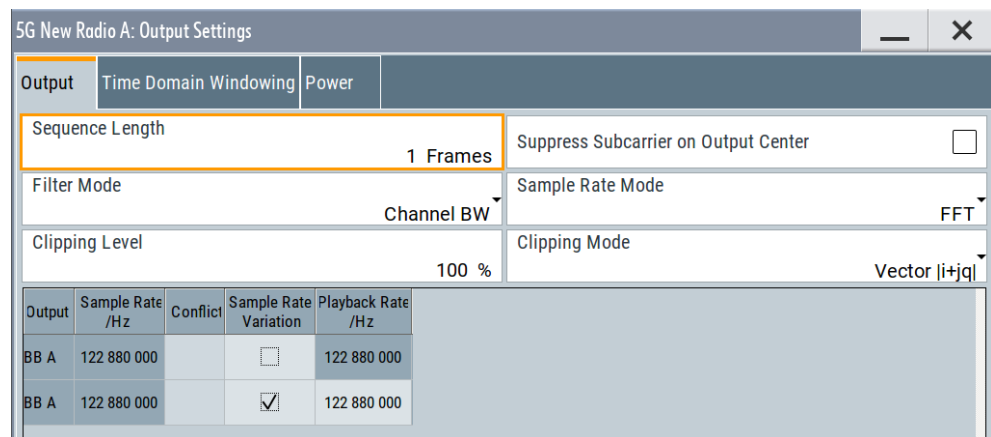 5G New Radio A: Output Settings
Output
Time Domain Windowing
Power
Sequence Length
1 Frames
Suppress Subcarrier on Output Center
Filter Mode
Channel BW
Sample Rate Mode
FFT
Clipping Level
100 %
Clipping Mode
Vector |i+jq|
Output
Sample Rate
/Hz
Conflict
Sample Rate
Variation
Playback Rate
/Hz
BB A
122 880 000
122 880 000
BB A
122 880 000
122 880 000